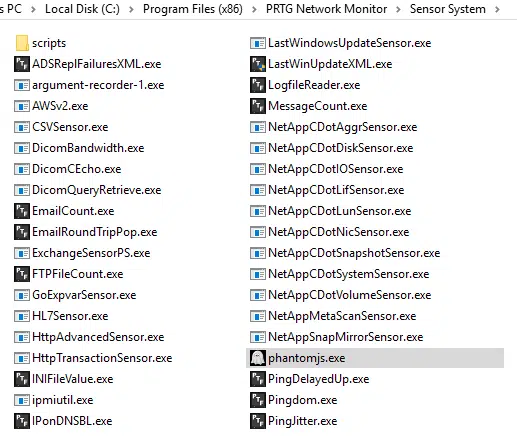 s PC > Local Disk (C:) > Program Files (x86) > PRTG Network Monitor > Sensor System >
scripts
ADSReplFailuresXML.exe
argument-recorder-1.exe
AWSv2.exe
CSVSensor.exe
DicomBandwidth.exe
DicomCEcho.exe
DicomQueryRetrieve.exe
EmailCount.exe
EmailRoundTripPop.exe
ExchangeSensorPS.exe
FTPFileCount.exe
GoExpvarSensor.exe
HL7Sensor.exe
HttpAdvancedSensor.exe
HttpTransactionSensor.exe
INIFileValue.exe
ipmiutil.exe
IPonDNSBL.exe
LastWindowsUpdateSensor.exe
LastWinUpdateXML.exe
LogfileReader.exe
MessageCount.exe
NetAppCDotAggrSensor.exe
NetAppCDotDiskSensor.exe
NetAppCDotIOSensor.exe
NetAppCDotLifSensor.exe
NetAppCDotLunSensor.exe
NetAppCDotNicSensor.exe
NetAppCDotSnapshotSensor.exe
NetAppCDotSystemSensor.exe
NetAppCDotVolumeSensor.exe
NetAppMetaScanSensor.exe
NetAppSnapMirrorSensor.exe
phantomjs.exe
PingDelayedUp.exe
Pingdom.exe
PingJitter.exe